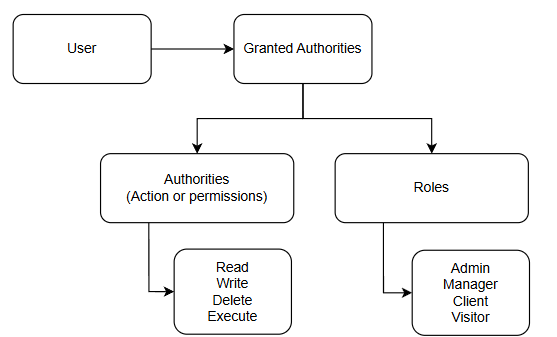 User
Granted Authorities
Authorities
(Action or permissions)
Roles
Read
Write
Delete
Execute
Admin
Manager
Client
Visitor